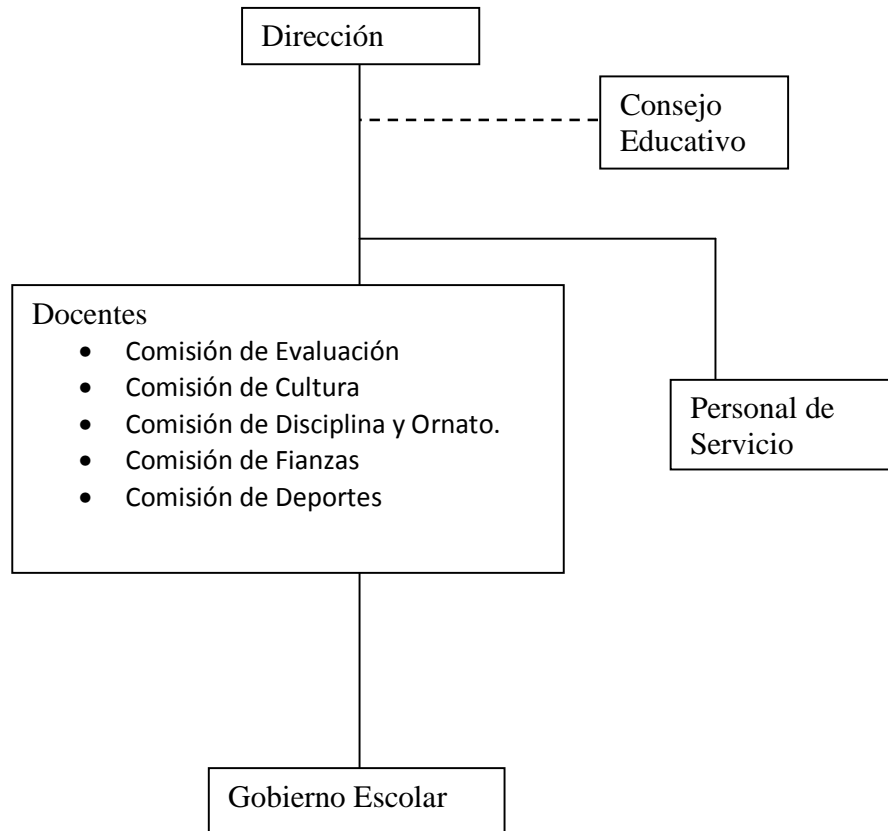 Dirección
Consejo
Educativo
Docentes
• Comisión de Evaluación
• Comisión de Cultura
• Comisión de Disciplina y Ornato.
• Comisión de Fianzas
• Comisión de Deportes
Personal de
Servicio
Gobierno Escolar